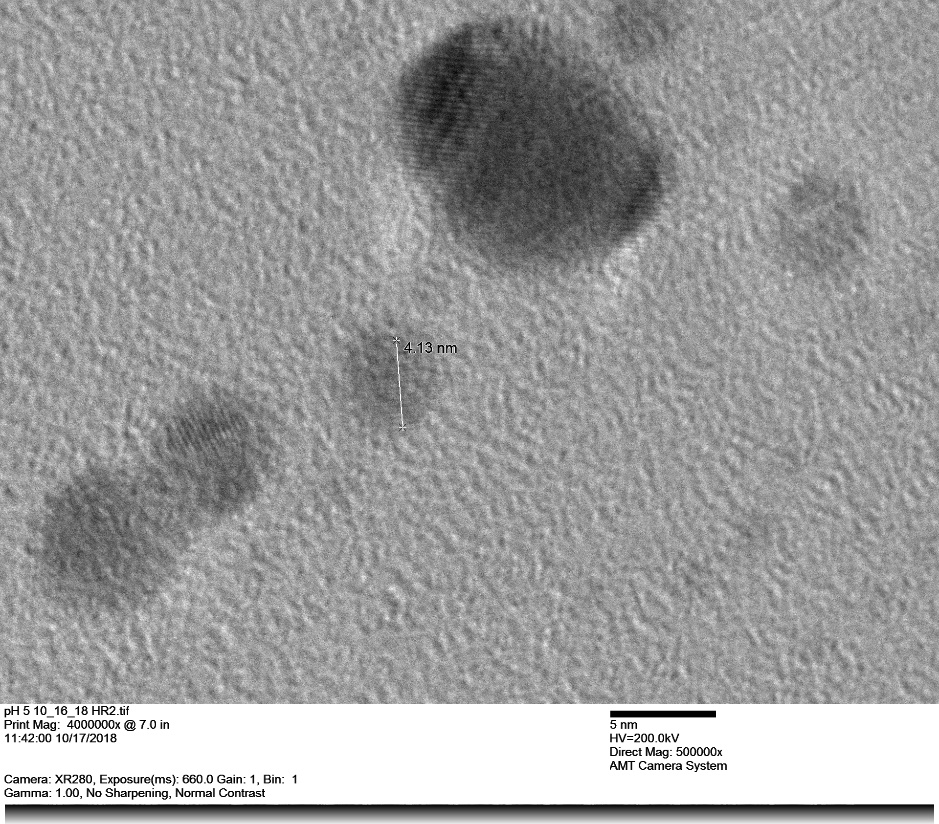 4.13 nm
pH 5 10_16_18 HR2.tif
Print Mag: 4000000x @ 7.0 in
11:42:00 10/17/2018
5 nm
HV=200.0kV
Direct Mag: 500000x
AMT Camera System
Camera: XR280, Exposure(ms): 660.0 Gain: 1, Bin: 1
Gamma: 1.00, No Sharpening, Normal Contrast